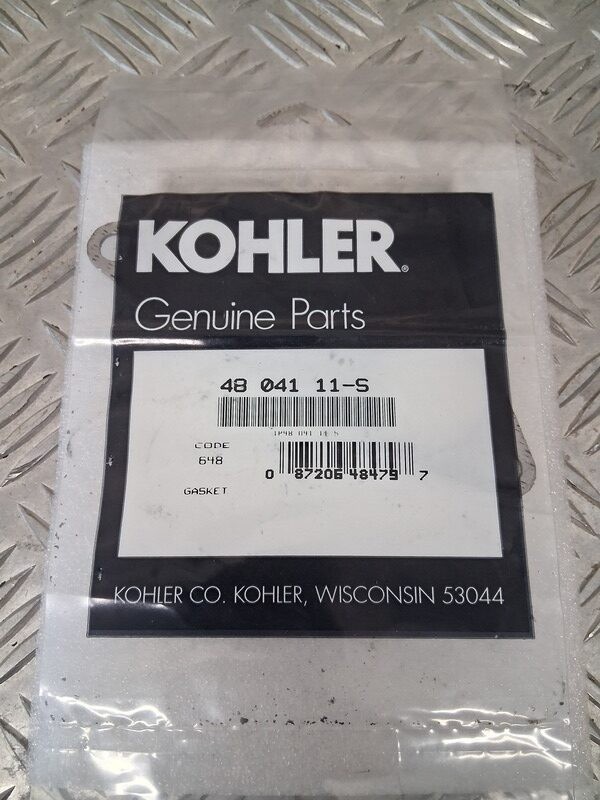 KOHLER®
Genuine Parts
48 041 11-S
CODE
648
0 87206 48479 7
GASKET
KOHLER CO. KOHLER, WISCONSIN 53044